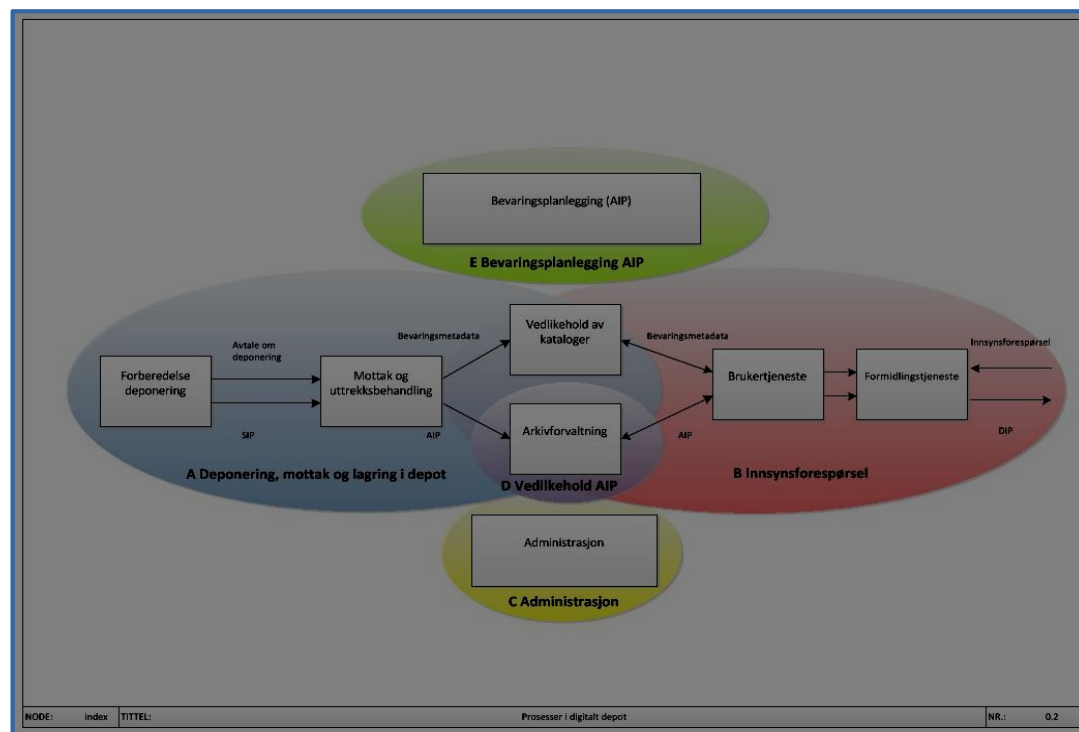 Bevaringsplanlegging (AIP)
E Bevaringsplanlegging AIP
Vedlikehold av
kataloger
Bevaringsmetadata
Bevaringsmetadata
Avtale om
deponering
Innsynsforespørsel
Forberedelse
deponering
Mottak og
uttrekksbehandling
Brukertjeneste
Formidlingstjeneste
Arkivforvaltning
SIP
AIP
AIP
DIP
A Deponering, mottak og lagring i depot
D Vedlikehold AIP
B Innsynsforespørsel
Administrasjon
C Administrasjon
NODE: index TITTEL: Prosesser i digitalt depot NR.: 0.2